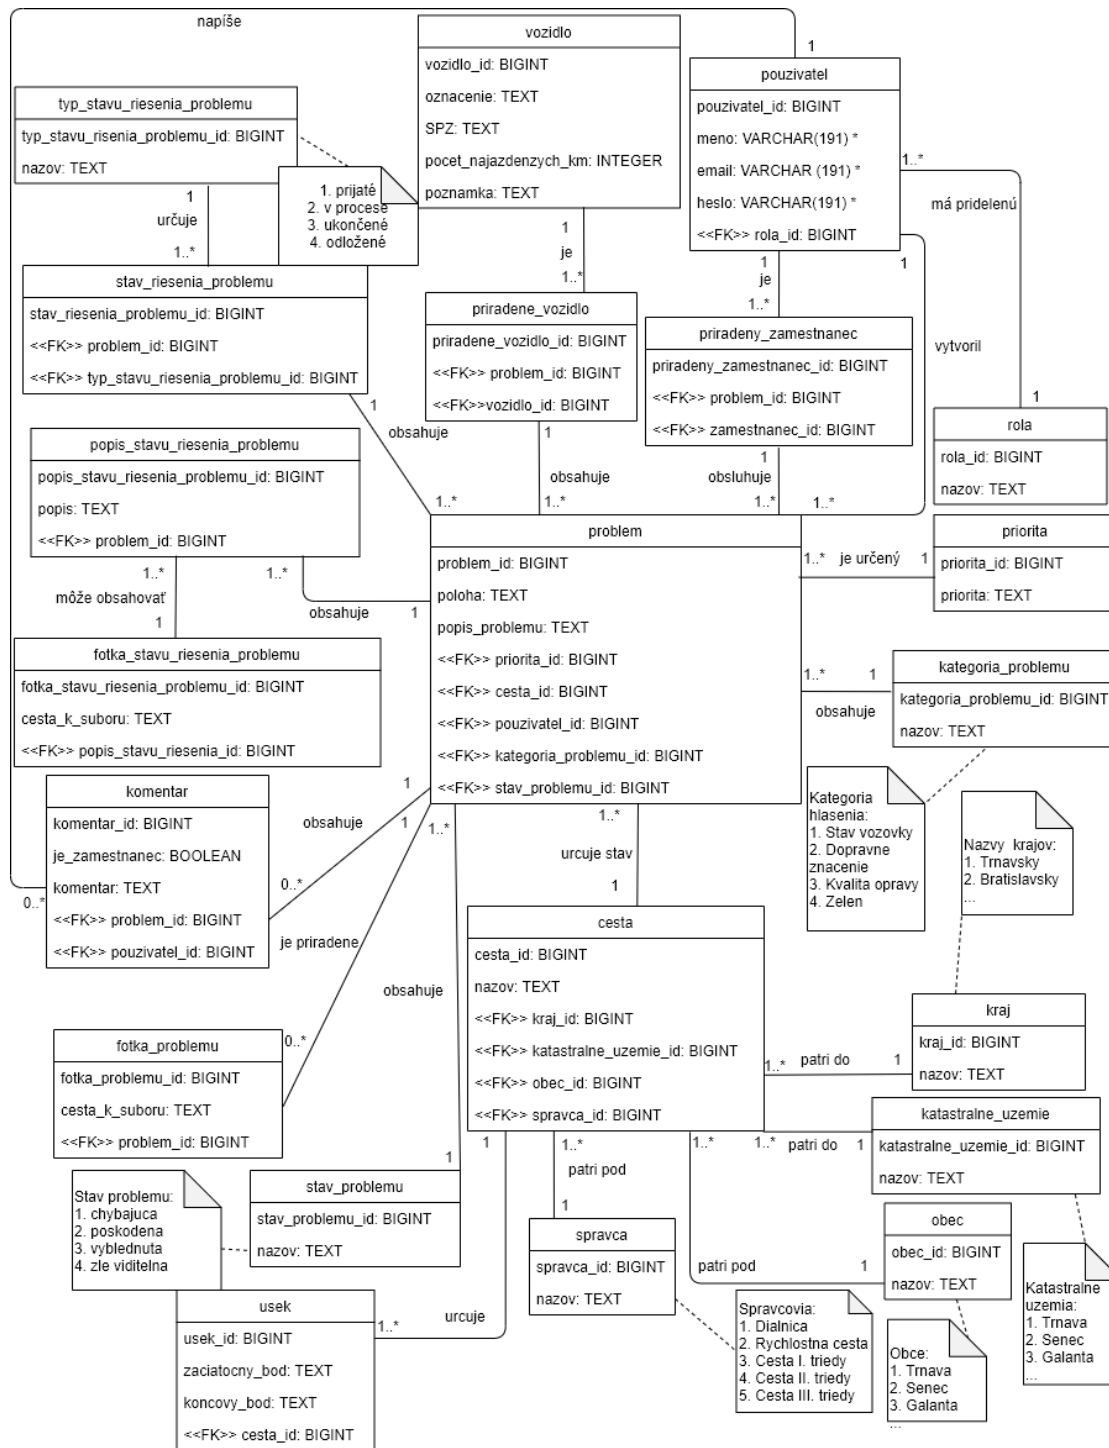 napíše
1
vozidlo
vozidlo_id: BIGINT
oznacenie: TEXT
SPZ: TEXT
pocet_najazdenzych_km: INTEGER
poznamka: TEXT
pouzivatel
pouzivatel_id: BIGINT
meno: VARCHAR(191) *
email: VARCHAR (191) *
heslo: VARCHAR(191) *
<<FK>> rola_id: BIGINT
typ_stavu_riesenia_problemu
typ_stavu_risenia_problemu_id: BIGINT
nazov: TEXT
1. prijaté
2. v procese
3. ukončené
4. odložené
1
určuje
1..*
1
je
1..*
1
je
1..*
1..*
má pridelenú
1
1
vytvoril
1..*
stav_riesenia_problemu
stav_riesenia_problemu_id: BIGINT
<<FK>> problem_id: BIGINT
<<FK>> typ_stavu_riesenia_problemu_id: BIGINT
priradene_vozidlo
priradene_vozidlo_id: BIGINT
<<FK>> problem_id: BIGINT
<<FK>>vozidlo_id: BIGINT
priradeny_zamestnanec
priradeny_zamestnanec_id: BIGINT
<<FK>> problem_id: BIGINT
<<FK>> zamestnanec_id: BIGINT
rola
rola_id: BIGINT
nazov: TEXT
1
obsahuje
1..*
1
obsahuje
1..*
1
obsluhuje
1..*
popis_stavu_riesenia_problemu
popis_stavu_riesenia_problemu_id: BIGINT
popis: TEXT
<<FK>> problem_id: BIGINT
problem
problem_id: BIGINT
poloha: TEXT
popis_problemu: TEXT
<<FK>> priorita_id: BIGINT
<<FK>> cesta_id: BIGINT
<<FK>> pouzivatel_id: BIGINT
<<FK>> kategoria_problemu_id: BIGINT
<<FK>> stav_problemu_id: BIGINT
priorita
priorita_id: BIGINT
priorita: TEXT
1..*
je určený
1
1..*
môže obsahovať
1
1..*
obsahuje
1
fotka_stavu_riesenia_problemu
fotka_stavu_riesenia_problemu_id: BIGINT
cesta_k_suboru: TEXT
<<FK>> popis_stavu_riesenia_id: BIGINT
kategoria_problemu
kategoria_problemu_id: BIGINT
nazov: TEXT
1..*
1
obsahuje
Kategoria
hlasenia:
1. Stav vozovky
2. Dopravne
znacenie
3. Kvalita opravy
4. Zelen
Nazvy krajov:
1. Trnavsky
2. Bratislavsky
...
komentar
komentar_id: BIGINT
je_zamestnanec: BOOLEAN
komentar: TEXT
<<FK>> problem_id: BIGINT
<<FK>> pouzivatel_id: BIGINT
0..*
1
obsahuje
0..*
1
je priradene
0..*
1..*
obsahuje
1
1..*
urcuje stav
1
cesta
cesta_id: BIGINT
nazov: TEXT
<<FK>> kraj_id: BIGINT
<<FK>> katastralne_uzemie_id: BIGINT
<<FK>> obec_id: BIGINT
<<FK>> spravca_id: BIGINT
kraj
kraj_id: BIGINT
nazov: TEXT
1..*
patri do
1
fotka_problemu
fotka_problemu_id: BIGINT
cesta_k_suboru: TEXT
<<FK>> problem_id: BIGINT
katastralne_uzemie
katastralne_uzemie_id: BIGINT
nazov: TEXT
1..*
patri do
1
1
1..*
patri pod
1
1..*
patri pod
1
Stav problemu:
1. chybajuca
2. poskodena
3. vyblednuta
4. zle viditelna
stav_problemu
stav_problemu_id: BIGINT
nazov: TEXT
spravca
spravca_id: BIGINT
nazov: TEXT
obec
obec_id: BIGINT
nazov: TEXT
Katastralne
uzemia:
1. Trnava
2. Senec
3. Galanta
...
Spravcovia:
1. Dialnica
2. Rychlostna cesta
3. Cesta I. triedy
4. Cesta II. triedy
5. Cesta III. triedy
Obce:
1. Trnava
2. Senec
3. Galanta
...
usek
usek_id: BIGINT
zaciatocny_bod: TEXT
koncovy_bod: TEXT
<<FK>> cesta_id: BIGINT
1..*
urcuje